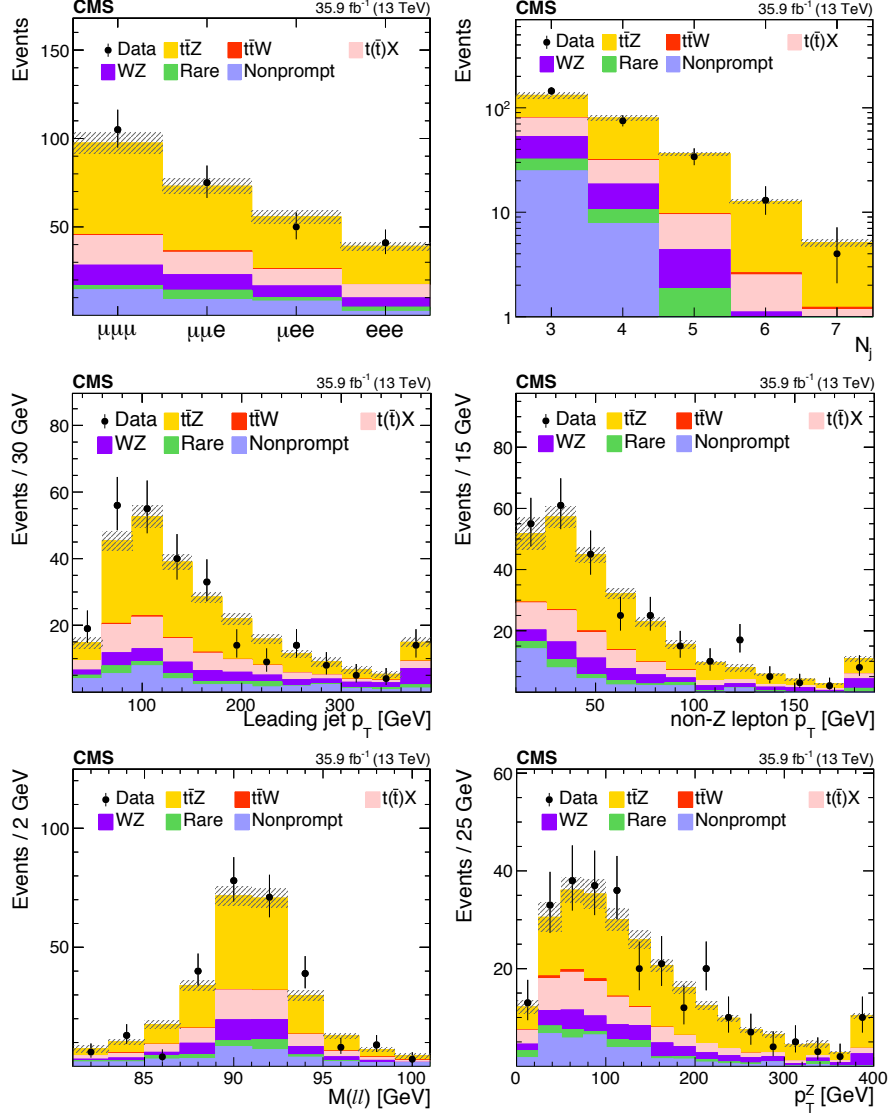 CMS 35.9 fb⁻¹ (13 TeV)
Events
150
100
50
Data tt̄Z tt̄W t(t̄)X
WZ Rare Nonprompt
μμμ μμe μee eee
CMS 35.9 fb⁻¹ (13 TeV)
Events
10²
10
1
Data tt̄Z tt̄W t(t̄)X
WZ Rare Nonprompt
3 4 5 6 7
N_j
CMS 35.9 fb⁻¹ (13 TeV)
Events / 30 GeV
80
60
40
20
Data tt̄Z tt̄W t(t̄)X
WZ Rare Nonprompt
100 200 300
Leading jet p_T [GeV]
CMS 35.9 fb⁻¹ (13 TeV)
Events / 15 GeV
80
60
40
20
Data tt̄Z tt̄W t(t̄)X
WZ Rare Nonprompt
50 100 150
non-Z lepton p_T [GeV]
CMS 35.9 fb⁻¹ (13 TeV)
Events / 2 GeV
100
50
Data tt̄Z tt̄W t(t̄)X
WZ Rare Nonprompt
85 90 95 100
M(ll) [GeV]
CMS 35.9 fb⁻¹ (13 TeV)
Events / 25 GeV
60
40
20
0
Data tt̄Z tt̄W t(t̄)X
WZ Rare Nonprompt
0 100 200 300 400
p_T^Z [GeV]